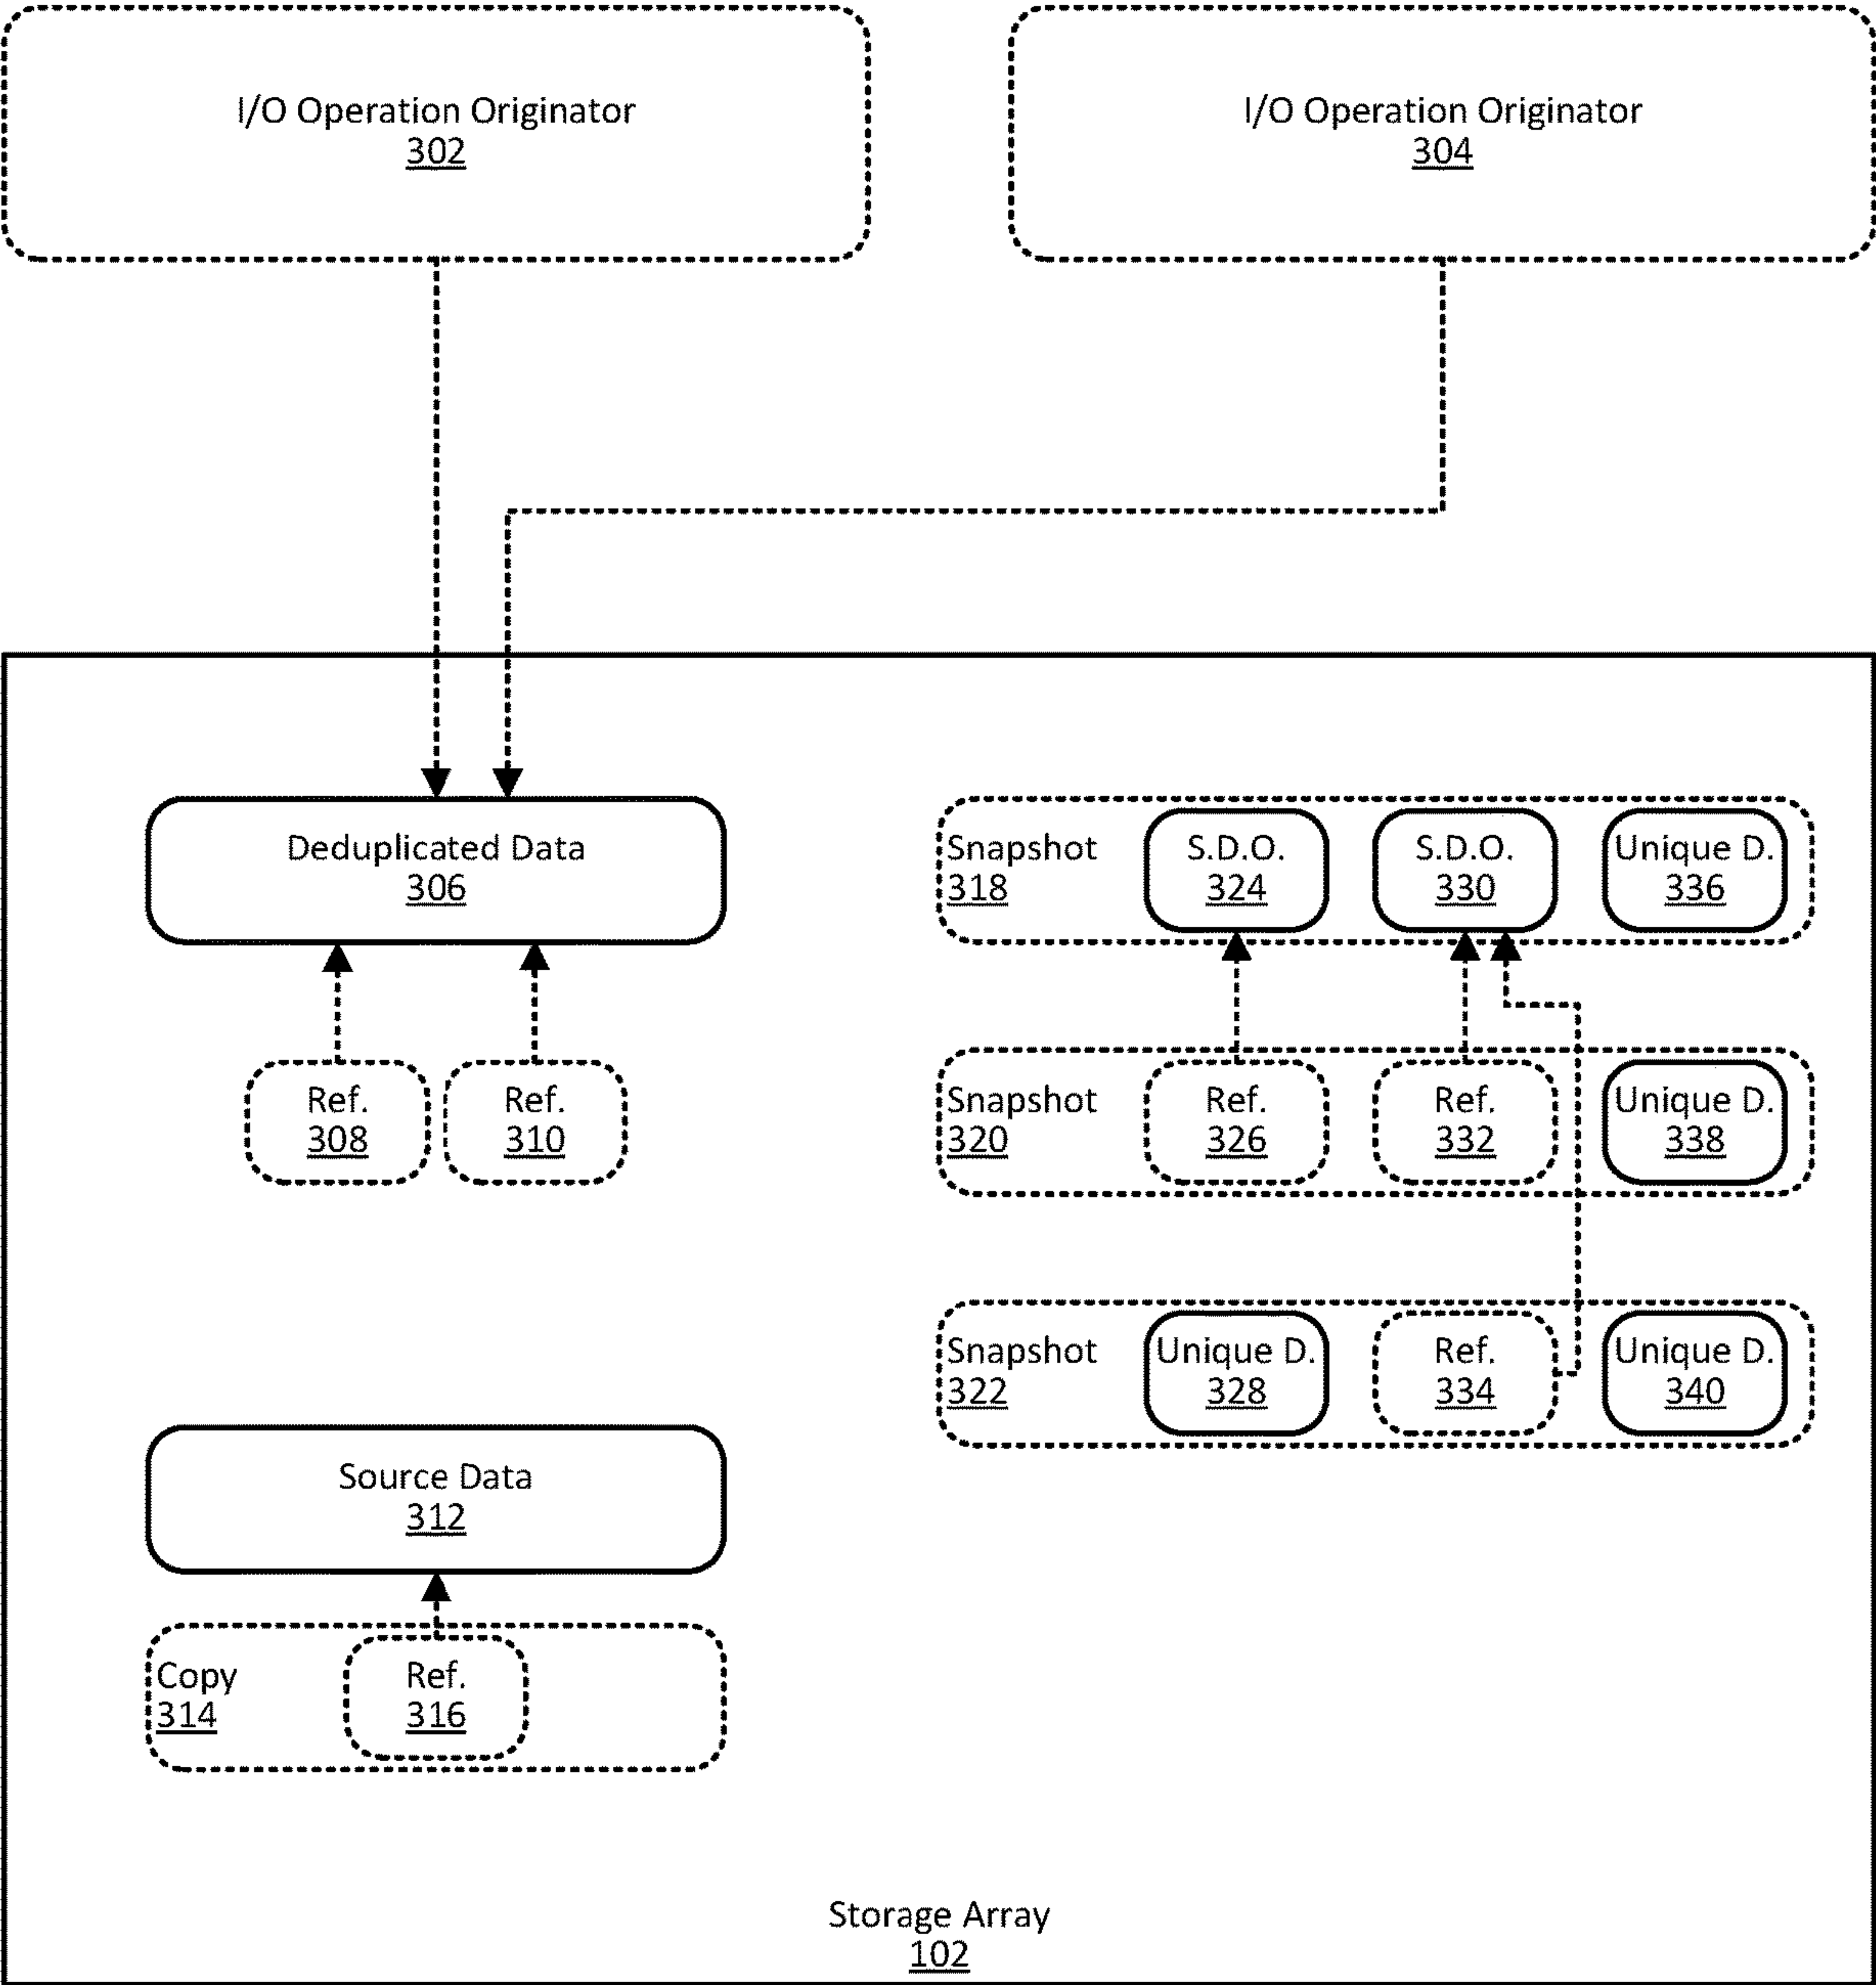 I/O Operation Originator
302
I/O Operation Originator
304
Deduplicated Data
306
Ref.
308
Ref.
310
Snapshot
318
S.D.O.
324
S.D.O.
330
Unique D.
336
Snapshot
320
Ref.
326
Ref.
332
Unique D.
338
Snapshot
322
Unique D.
328
Ref.
334
Unique D.
340
Source Data
312
Copy
314
Ref.
316
Storage Array
102